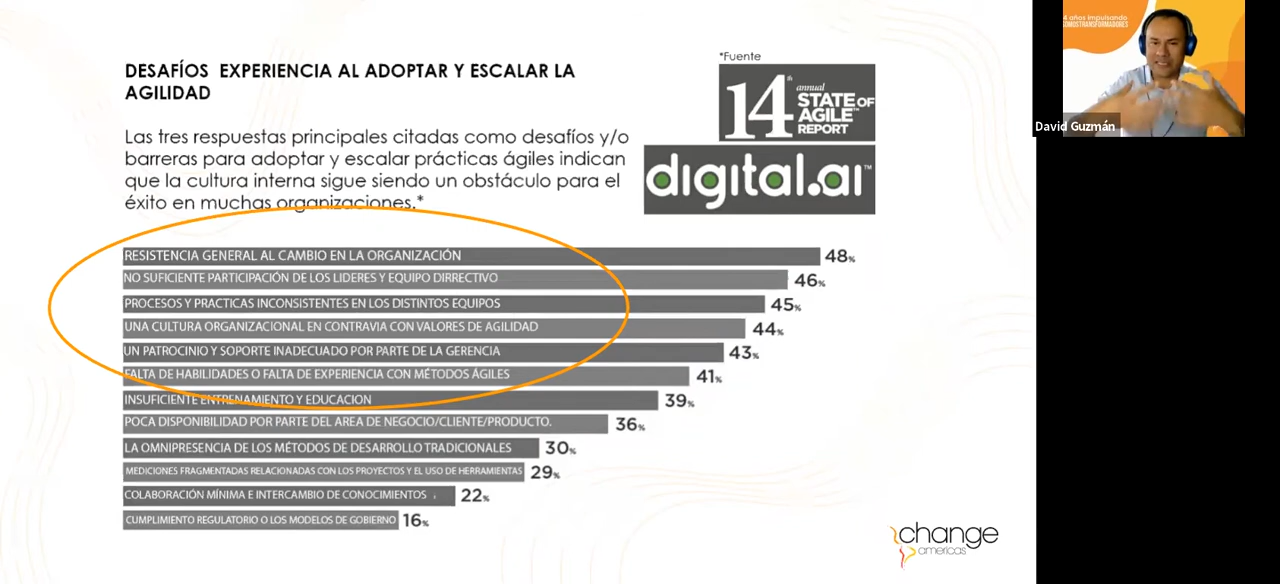 DESAFÍOS  EXPERIENCIA AL ADOPTAR Y ESCALAR LA
AGILIDAD
Las tres respuestas principales citadas como desafíos y/o
barreras para adoptar y escalar prácticas ágiles indican
que la cultura interna sigue siendo un obstáculo para el
éxito en muchas organizaciones.*
*Fuente
14th annual
STATE OF
AGILE™
REPORT
digital.ai™
RESISTENCIA GENERAL AL CAMBIO EN LA ORGANIZACIÓN 48%
NO SUFICIENTE PARTICIPACIÓN DE LOS LIDERES Y EQUIPO DIRRECTIVO 46%
PROCESOS Y PRACTICAS INCONSISTENTES EN LOS DISTINTOS EQUIPOS 45%
UNA CULTURA ORGANIZACIONAL EN CONTRAVIA CON VALORES DE AGILIDAD 44%
UN PATROCINIO Y SOPORTE INADECUADO POR PARTE DE LA GERENCIA 43%
FALTA DE HABILIDADES O FALTA DE EXPERIENCIA CON MÉTODOS ÁGILES 41%
INSUFICIENTE ENTRENAMIENTO Y EDUCACION 39%
POCA DISPONIBILIDAD POR PARTE DEL AREA DE NEGOCIO/CLIENTE/PRODUCTO. 36%
LA OMNIPRESENCIA DE LOS MÉTODOS DE DESARROLLO TRADICIONALES 30%
MEDICIONES FRAGMENTADAS RELACIONADAS CON LOS PROYECTOS Y EL USO DE HERRAMIENTAS 29%
COLABORACIÓN MÍNIMA E INTERCAMBIO DE CONOCIMIENTOS 22%
CUMPLIMIENTO REGULATORIO O LOS MODELOS DE GOBIERNO 16%
change
americas
4 años impulsando
SOMOSTRANSFORMADORES
David Guzmán